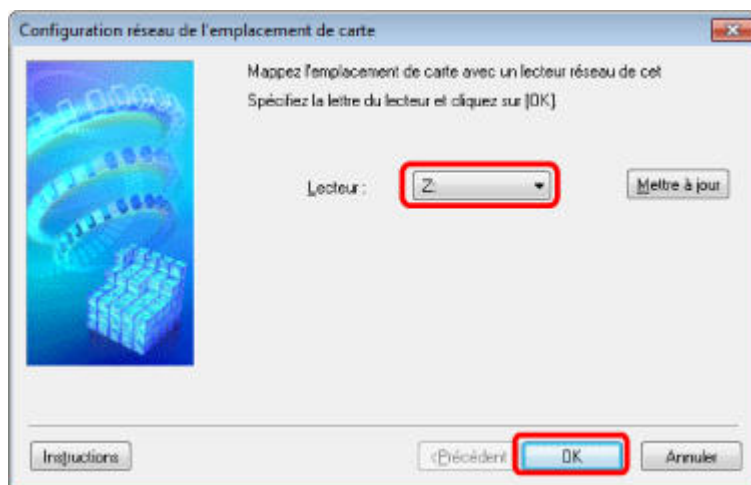 Configuration réseau de l'emplacement de carte
Mappez l'emplacement de carte avec un lecteur réseau de cet
Spécifiez la lettre du lecteur et cliquez sur [OK]
Lecteur :
Z:
Mettre à jour
Instructions
<Précédent
OK
Annuler